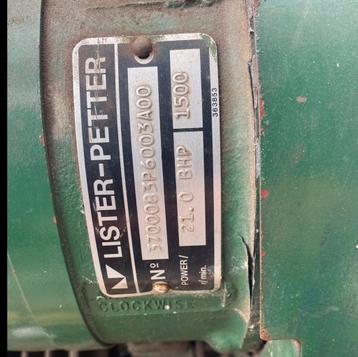 LISTER-PETTER
Nº 3700083P6003A00
POWER/ 21.0 BHP 1500
r/min.
363853
CLOCKWISE